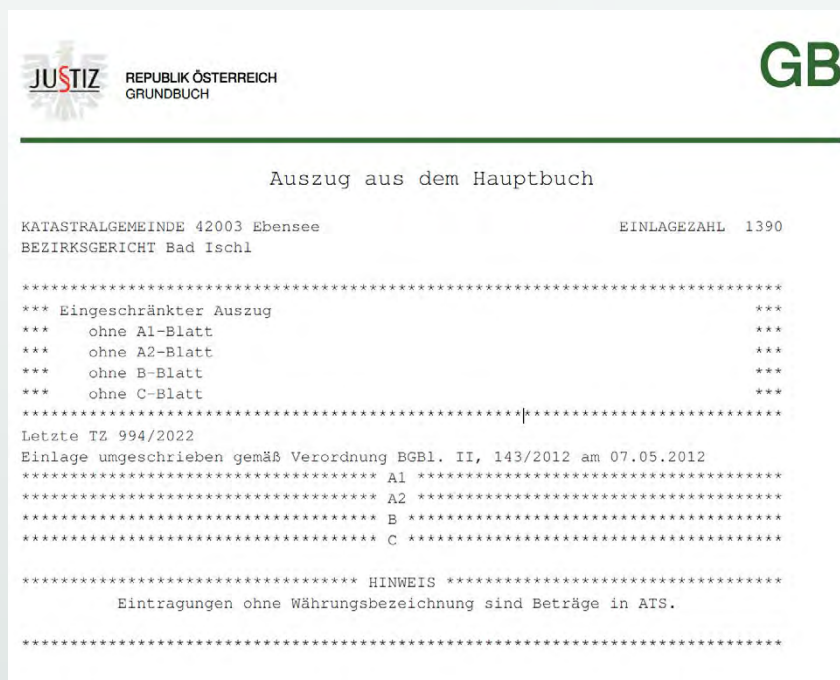 JU§TIZ
REPUBLIK ÖSTERREICH
GRUNDBUCH
GB
Auszug aus dem Hauptbuch
KATASTRALGEMEINDE 42003 Ebensee EINLAGEZAHL 1390
BEZIRKSGERICHT Bad Ischl
*******************************************************************************
*** Eingeschränkter Auszug ***
*** ohne A1-Blatt ***
*** ohne A2-Blatt ***
*** ohne B-Blatt ***
*** ohne C-Blatt ***
*******************************************************************************
Letzte TZ 994/2022
Einlage umgeschrieben gemäß Verordnung BGBl. II, 143/2012 am 07.05.2012
************************************* A1 **************************************
************************************* A2 **************************************
************************************* B ***************************************
************************************* C ***************************************
*********************************** HINWEIS ***********************************
Eintragungen ohne Währungsbezeichnung sind Beträge in ATS.
*******************************************************************************